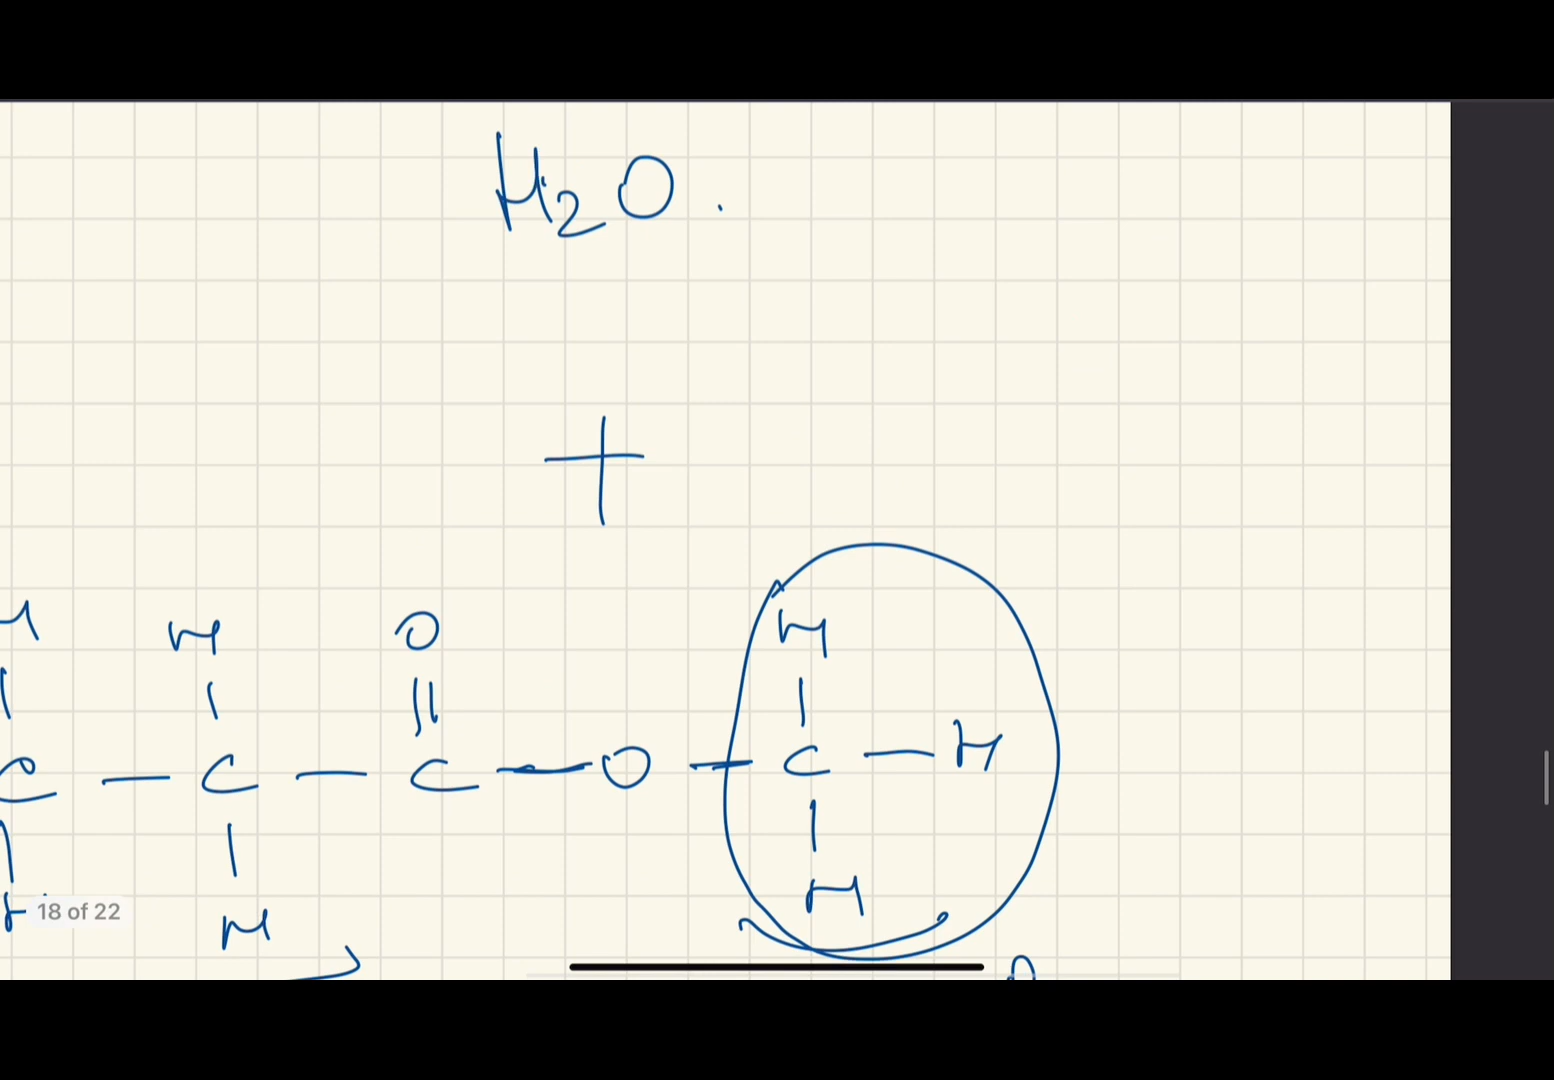 H₂O.
+
H H O H
| | || |
C — C — C — O — C — H
| | |
H H
18 of 22